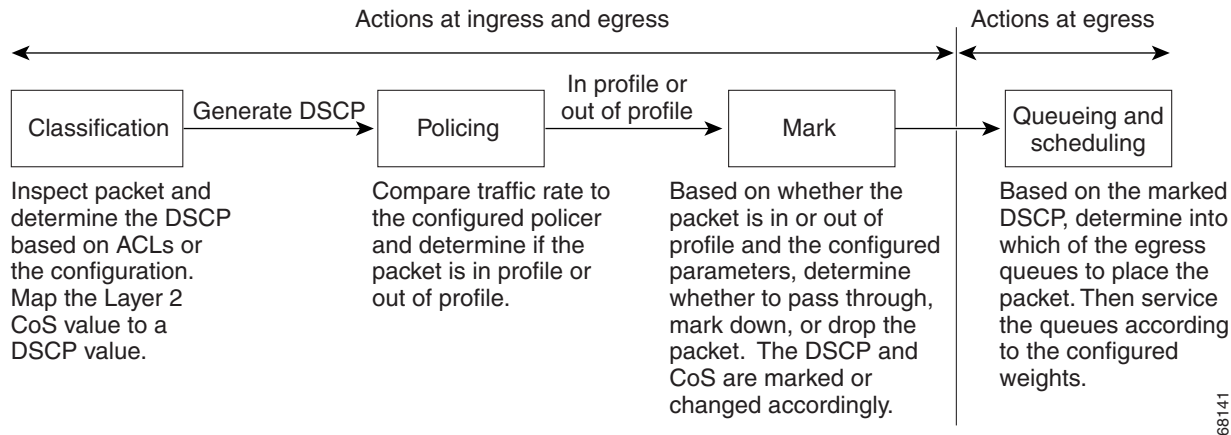 Actions at ingress and egress
Actions at egress
Classification
Generate DSCP
Policing
In profile or
out of profile
Mark
Queueing and
scheduling
Inspect packet and
determine the DSCP
based on ACLs or
the configuration.
Map the Layer 2
CoS value to a
DSCP value.
Compare traffic rate to
the configured policer
and determine if the
packet is in profile or
out of profile.
Based on whether the
packet is in or out of
profile and the configured
parameters, determine
whether to pass through,
mark down, or drop the
packet.  The DSCP and
CoS are marked or
changed accordingly.
Based on the marked
DSCP, determine into
which of the egress
queues to place the
packet. Then service
the queues according
to the configured
weights.
68141